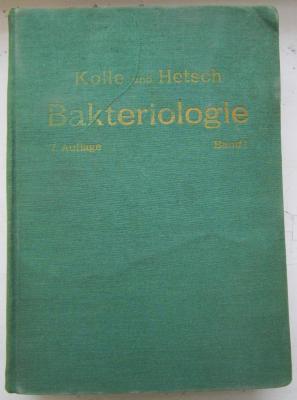 Kolle und Hetsch
Bakteriologie
7. Auflage Band I